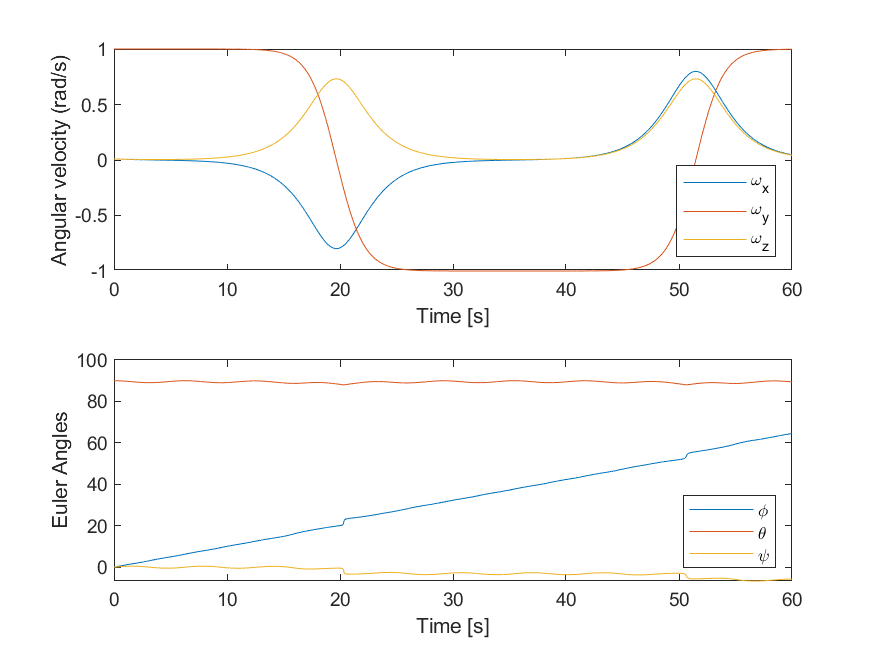 Angular velocity (rad/s)
1
0.5
0
-0.5
-1
0 10 20 30 40 50 60
Time [s]
ω_x
ω_y
ω_z
Euler Angles
100
80
60
40
20
0
0 10 20 30 40 50 60
Time [s]
ϕ
θ
ψ